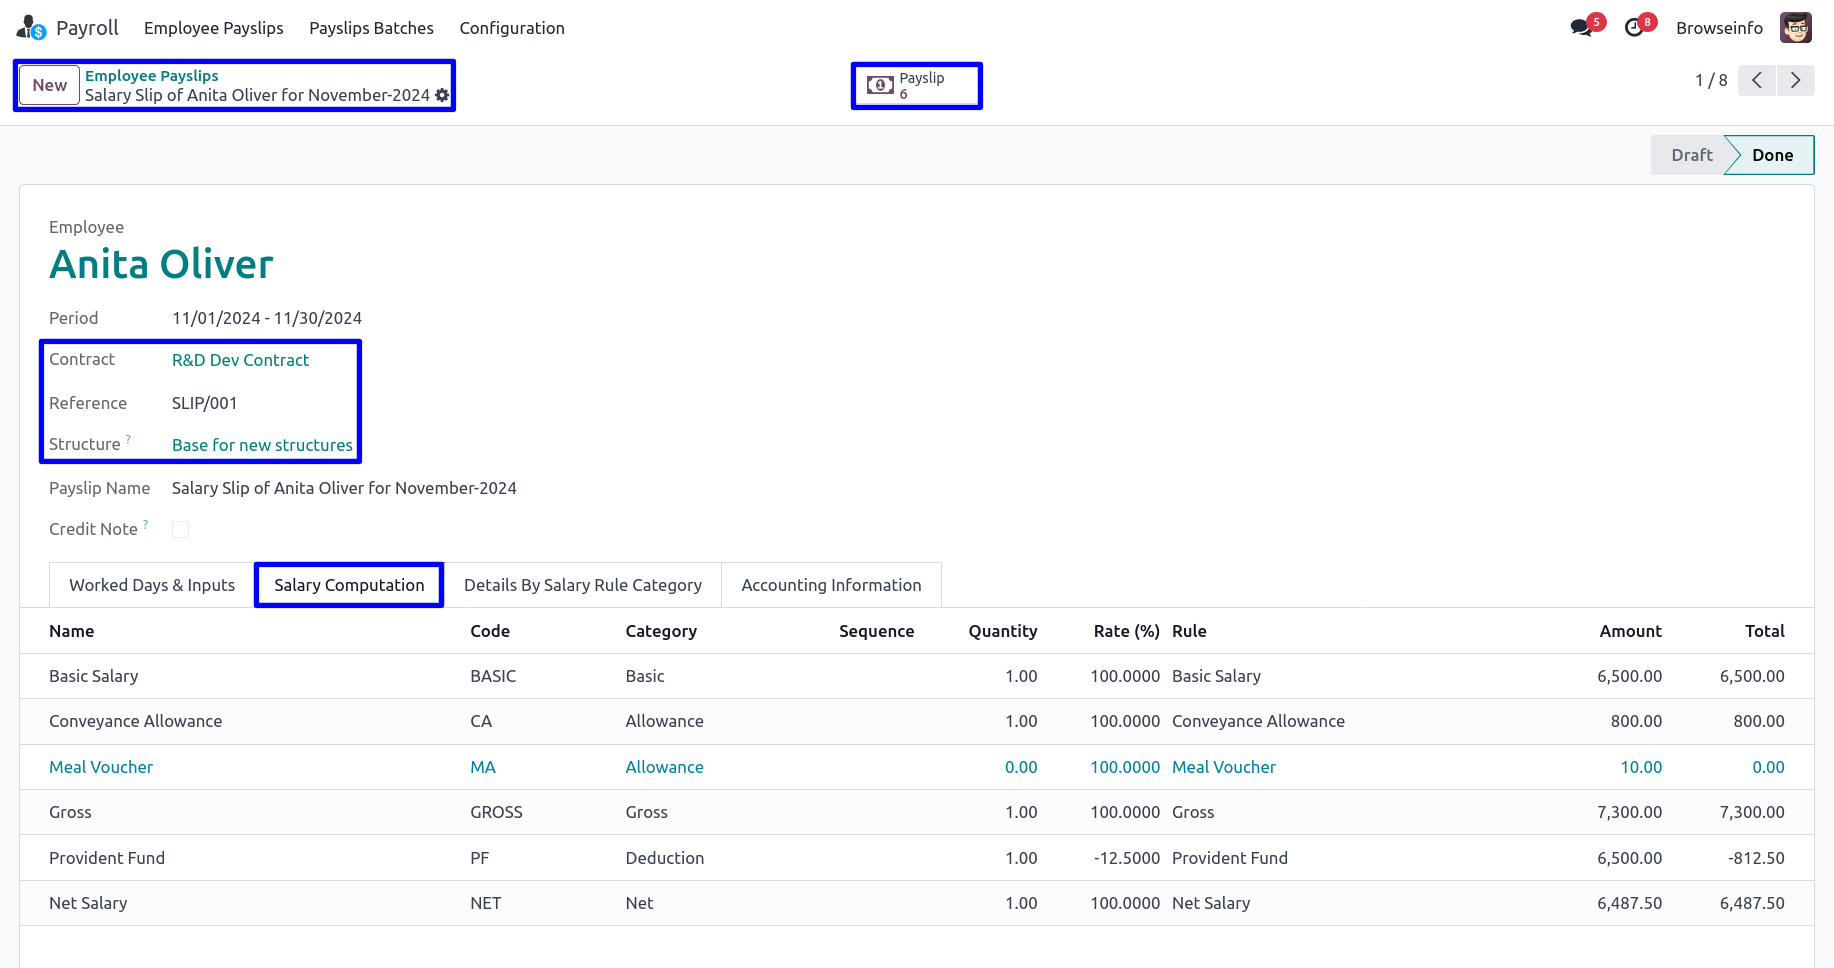 Payroll Employee Payslips Payslips Batches Configuration 5 8 Browseinfo
New Employee Payslips
Salary Slip of Anita Oliver for November-2024
Payslip
6
1 / 8
Draft Done
Employee
Anita Oliver
Period 11/01/2024 - 11/30/2024
Contract R&D Dev Contract
Reference SLIP/001
Structure ? Base for new structures
Payslip Name Salary Slip of Anita Oliver for November-2024
Credit Note ?
Worked Days & Inputs Salary Computation Details By Salary Rule Category Accounting Information
Name Code Category Sequence Quantity Rate (%) Rule Amount Total
Basic Salary BASIC Basic 1.00 100.0000 Basic Salary 6,500.00 6,500.00
Conveyance Allowance CA Allowance 1.00 100.0000 Conveyance Allowance 800.00 800.00
Meal Voucher MA Allowance 0.00 100.0000 Meal Voucher 10.00 0.00
Gross GROSS Gross 1.00 100.0000 Gross 7,300.00 7,300.00
Provident Fund PF Deduction 1.00 -12.5000 Provident Fund 6,500.00 -812.50
Net Salary NET Net 1.00 100.0000 Net Salary 6,487.50 6,487.50